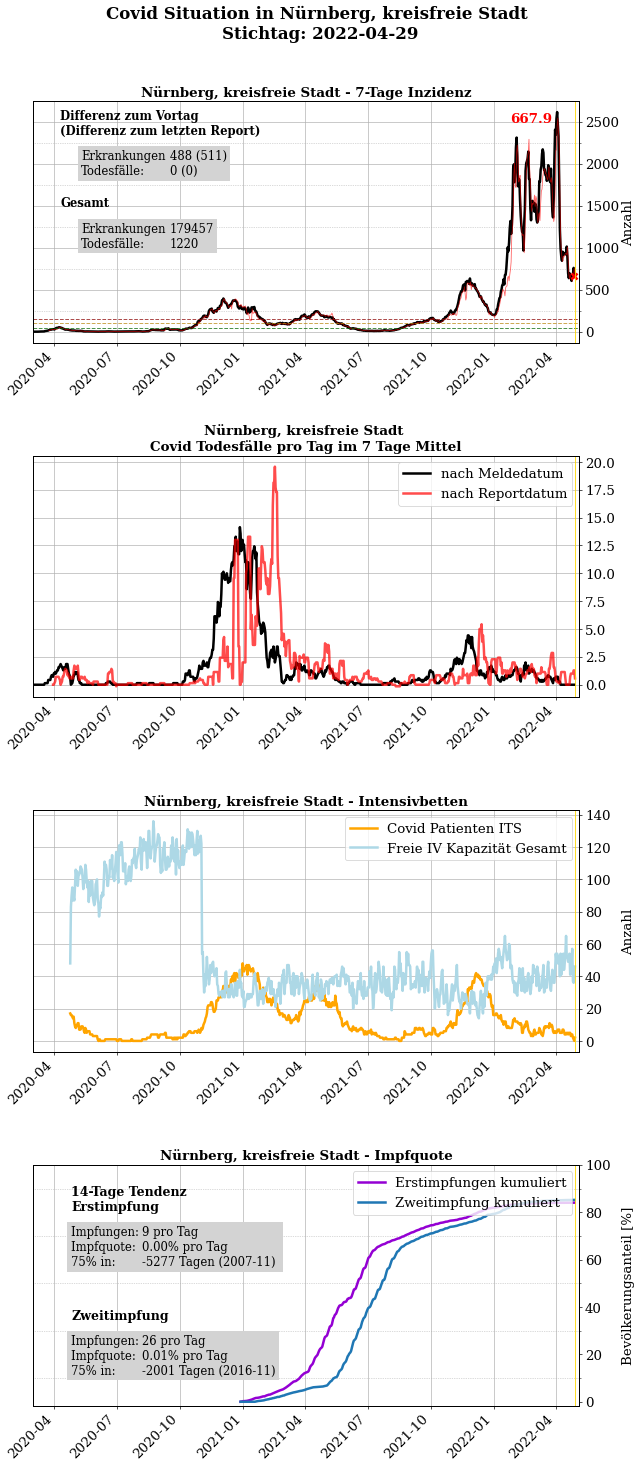 Covid Situation in Nürnberg, kreisfreie Stadt
Stichtag: 2022-04-29
Nürnberg, kreisfreie Stadt - 7-Tage Inzidenz
Differenz zum Vortag
(Differenz zum letzten Report)
Erkrankungen 488 (511)
Todesfälle: 0 (0)
Gesamt
Erkrankungen 179457
Todesfälle: 1220
667.9
2500
2000
1500
1000
500
0
Anzahl
2020-04
2020-07
2020-10
2021-01
2021-04
2021-07
2021-10
2022-01
2022-04
Nürnberg, kreisfreie Stadt
Covid Todesfälle pro Tag im 7 Tage Mittel
nach Meldedatum
nach Reportdatum
20.0
17.5
15.0
12.5
10.0
7.5
5.0
2.5
0.0
2020-04
2020-07
2020-10
2021-01
2021-04
2021-07
2021-10
2022-01
2022-04
Nürnberg, kreisfreie Stadt - Intensivbetten
Covid Patienten ITS
Freie IV Kapazität Gesamt
140
120
100
80
60
40
20
0
Anzahl
2020-04
2020-07
2020-10
2021-01
2021-04
2021-07
2021-10
2022-01
2022-04
Nürnberg, kreisfreie Stadt - Impfquote
14-Tage Tendenz
Erstimpfung
Impfungen: 9 pro Tag
Impfquote: 0.00% pro Tag
75% in: -5277 Tagen (2007-11)
Zweitimpfung
Impfungen: 26 pro Tag
Impfquote: 0.01% pro Tag
75% in: -2001 Tagen (2016-11)
Erstimpfungen kumuliert
Zweitimpfung kumuliert
100
80
60
40
20
0
Bevölkerungsanteil [%]
2020-04
2020-07
2020-10
2021-01
2021-04
2021-07
2021-10
2022-01
2022-04